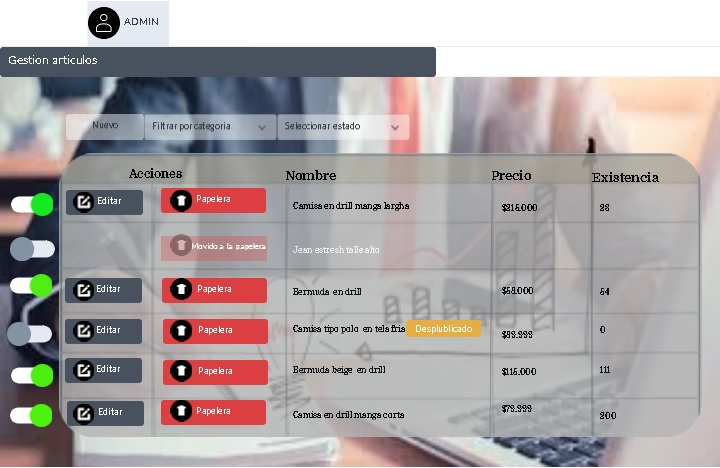 ADMIN
Gestion articulos
Nuevo Filtrar por categoria Seleccionar estado
Acciones Nombre Precio Existencia
Editar Papelera Camisa en drill manga largha $215.000 23
Movido a la papelera Jean estresh talle alto
Editar Papelera Bermuda en drill $58.000 54
Editar Papelera Camisa tipo polo en tela fria Desplublicado $89.999 0
Editar Papelera Bermuda beige en drill $115.000 111
Editar Papelera Camisa en drill manga corta $79.999 200